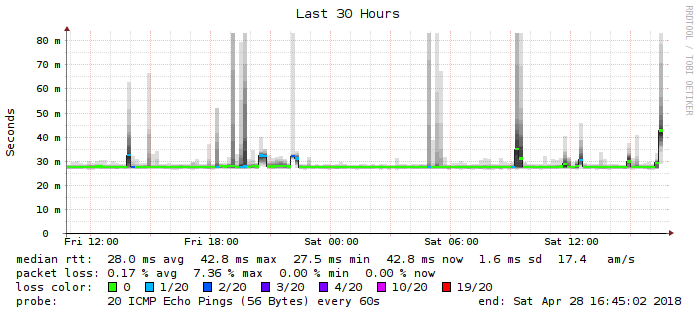 Last 30 Hours
RRDTOOL / TOBI OETIKER
Seconds
80 m
70 m
60 m
50 m
40 m
30 m
20 m
10 m
0
Fri 12:00 Fri 18:00 Sat 00:00 Sat 06:00 Sat 12:00
median rtt: 28.0 ms avg 42.8 ms max 27.5 ms min 42.8 ms now 1.6 ms sd 17.4 am/s
packet loss: 0.17 % avg 7.36 % max 0.00 % min 0.00 % now
loss color: 0 1/20 2/20 3/20 4/20 10/20 19/20
probe: 20 ICMP Echo Pings (56 Bytes) every 60s end: Sat Apr 28 16:45:02 2018